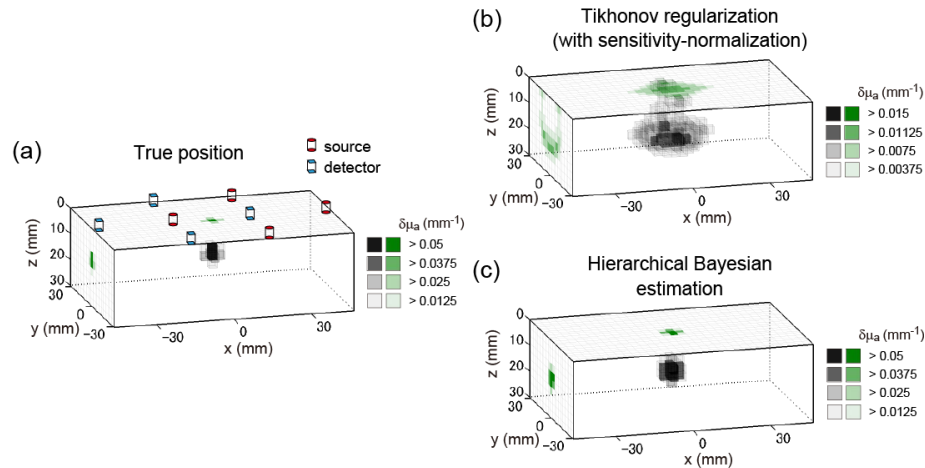 (a)
True position
source
detector
0
10
20
30
z (mm)
30
0
−30
y (mm)
−30
0
30
x (mm)
δμa (mm⁻¹)
> 0.05
> 0.0375
> 0.025
> 0.0125
(b)
Tikhonov regularization
(with sensitivity-normalization)
0
10
20
30
z (mm)
30
0
−30
y (mm)
−30
0
30
x (mm)
δμa (mm⁻¹)
> 0.015
> 0.01125
> 0.0075
> 0.00375
(c)
Hierarchical Bayesian
estimation
0
10
20
30
z (mm)
30
0
−30
y (mm)
−30
0
30
x (mm)
δμa (mm⁻¹)
> 0.05
> 0.0375
> 0.025
> 0.0125